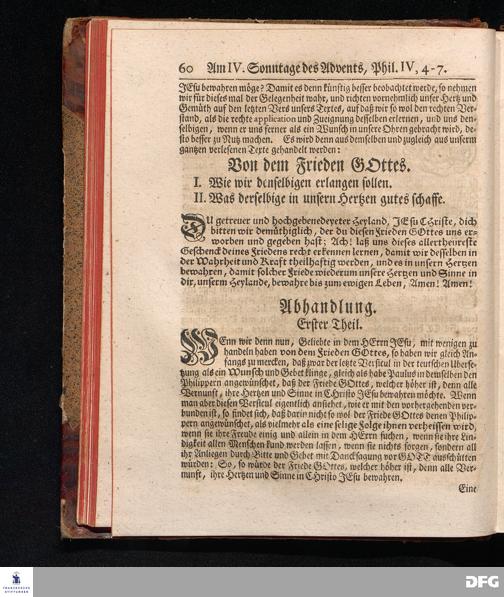 60 Am IV. Sonntage des Advents, Phil. IV, 4-7.
JEsu bewahren möge? Damit es denn künftig besser beobachtet werde, so nehmen
wir für dieses mal der Gelegenheit wahr, und richten vornehmlich unser Hertz und
Gemüth auf den letzten Vers unsers Textes, auf daß wir so wol den rechten Ver-
stand, als die rechte application und Zueignung desselben erlernen, und uns den-
selbigen, wenn er uns ferner als ein Wunsch in unsere Ohren gebracht wird, de-
sto besser zu Nutz machen. Es wird denn aus demselben und zugleich aus unserm
gantzen verlesenen Texte gehandelt werden:
Von dem Frieden GOttes.
I. Wie wir denselbigen erlangen sollen.
II. Was derselbige in unsern Hertzen gutes schaffe.
DU getreuer und hochgebenedeyeter Heyland, JEsu CHriste, dich
bitten wir demüthiglich, der du diesen Frieden GOttes uns er-
worben und gegeben hast; Ach! laß uns dieses allertheureste
Geschenck deines Friedens recht erkennen lernen, damit wir desselben in
der Wahrheit und Kraft theilhaftig werden, und es in unsern Hertzen
bewahren, damit solcher Friede wiederum unsere Hertzen und Sinne in
dir, unserm Heylande, bewahre bis zum ewigen Leben, Amen! Amen!
Abhandlung.
Erster Theil.
WEnn wir denn nun, Geliebte in dem HErrn JEsu, mit wenigen zu
handeln haben von dem Frieden GOttes, so haben wir gleich An-
fangs zu mercken, daß zwar der letzte Versicul in der teutschen Uberse-
tzung als ein Wunsch und Gebet klinge, gleich als habe Paulus in demselben den
Philippern angewünschet, daß der Friede GOttes, welcher höher ist, denn alle
Vernunft, ihre Hertzen und Sinne in CHristo JEsu bewahren möchte. Wenn
man aber diesen Versicul eigentlich ansiehet, wie er mit den vorhergehenden ver-
bunden ist, so findet sich, daß darin nicht so wol der Friede GOttes denen Philip-
pern angewünschet, als vielmehr als eine selige Folge ihnen verheissen wird,
wenn sie ihre Freude einig und allein in dem HErrn suchen, wenn sie ihre Lin-
digkeit allen Menschen kund werden lassen, wenn sie nichts sorgen, sondern all
ihr Anliegen durch Bitte und Gebet mit Dancksagung vor GOTT ausschütten
würden: So, so würde der Friede GOttes, welcher höher ist, denn alle Ver-
nunft, ihre Hertzen und Sinne in CHristo JEsu bewahren.
Eine
FRANCKESCHE
STIFTUNGEN
DFG